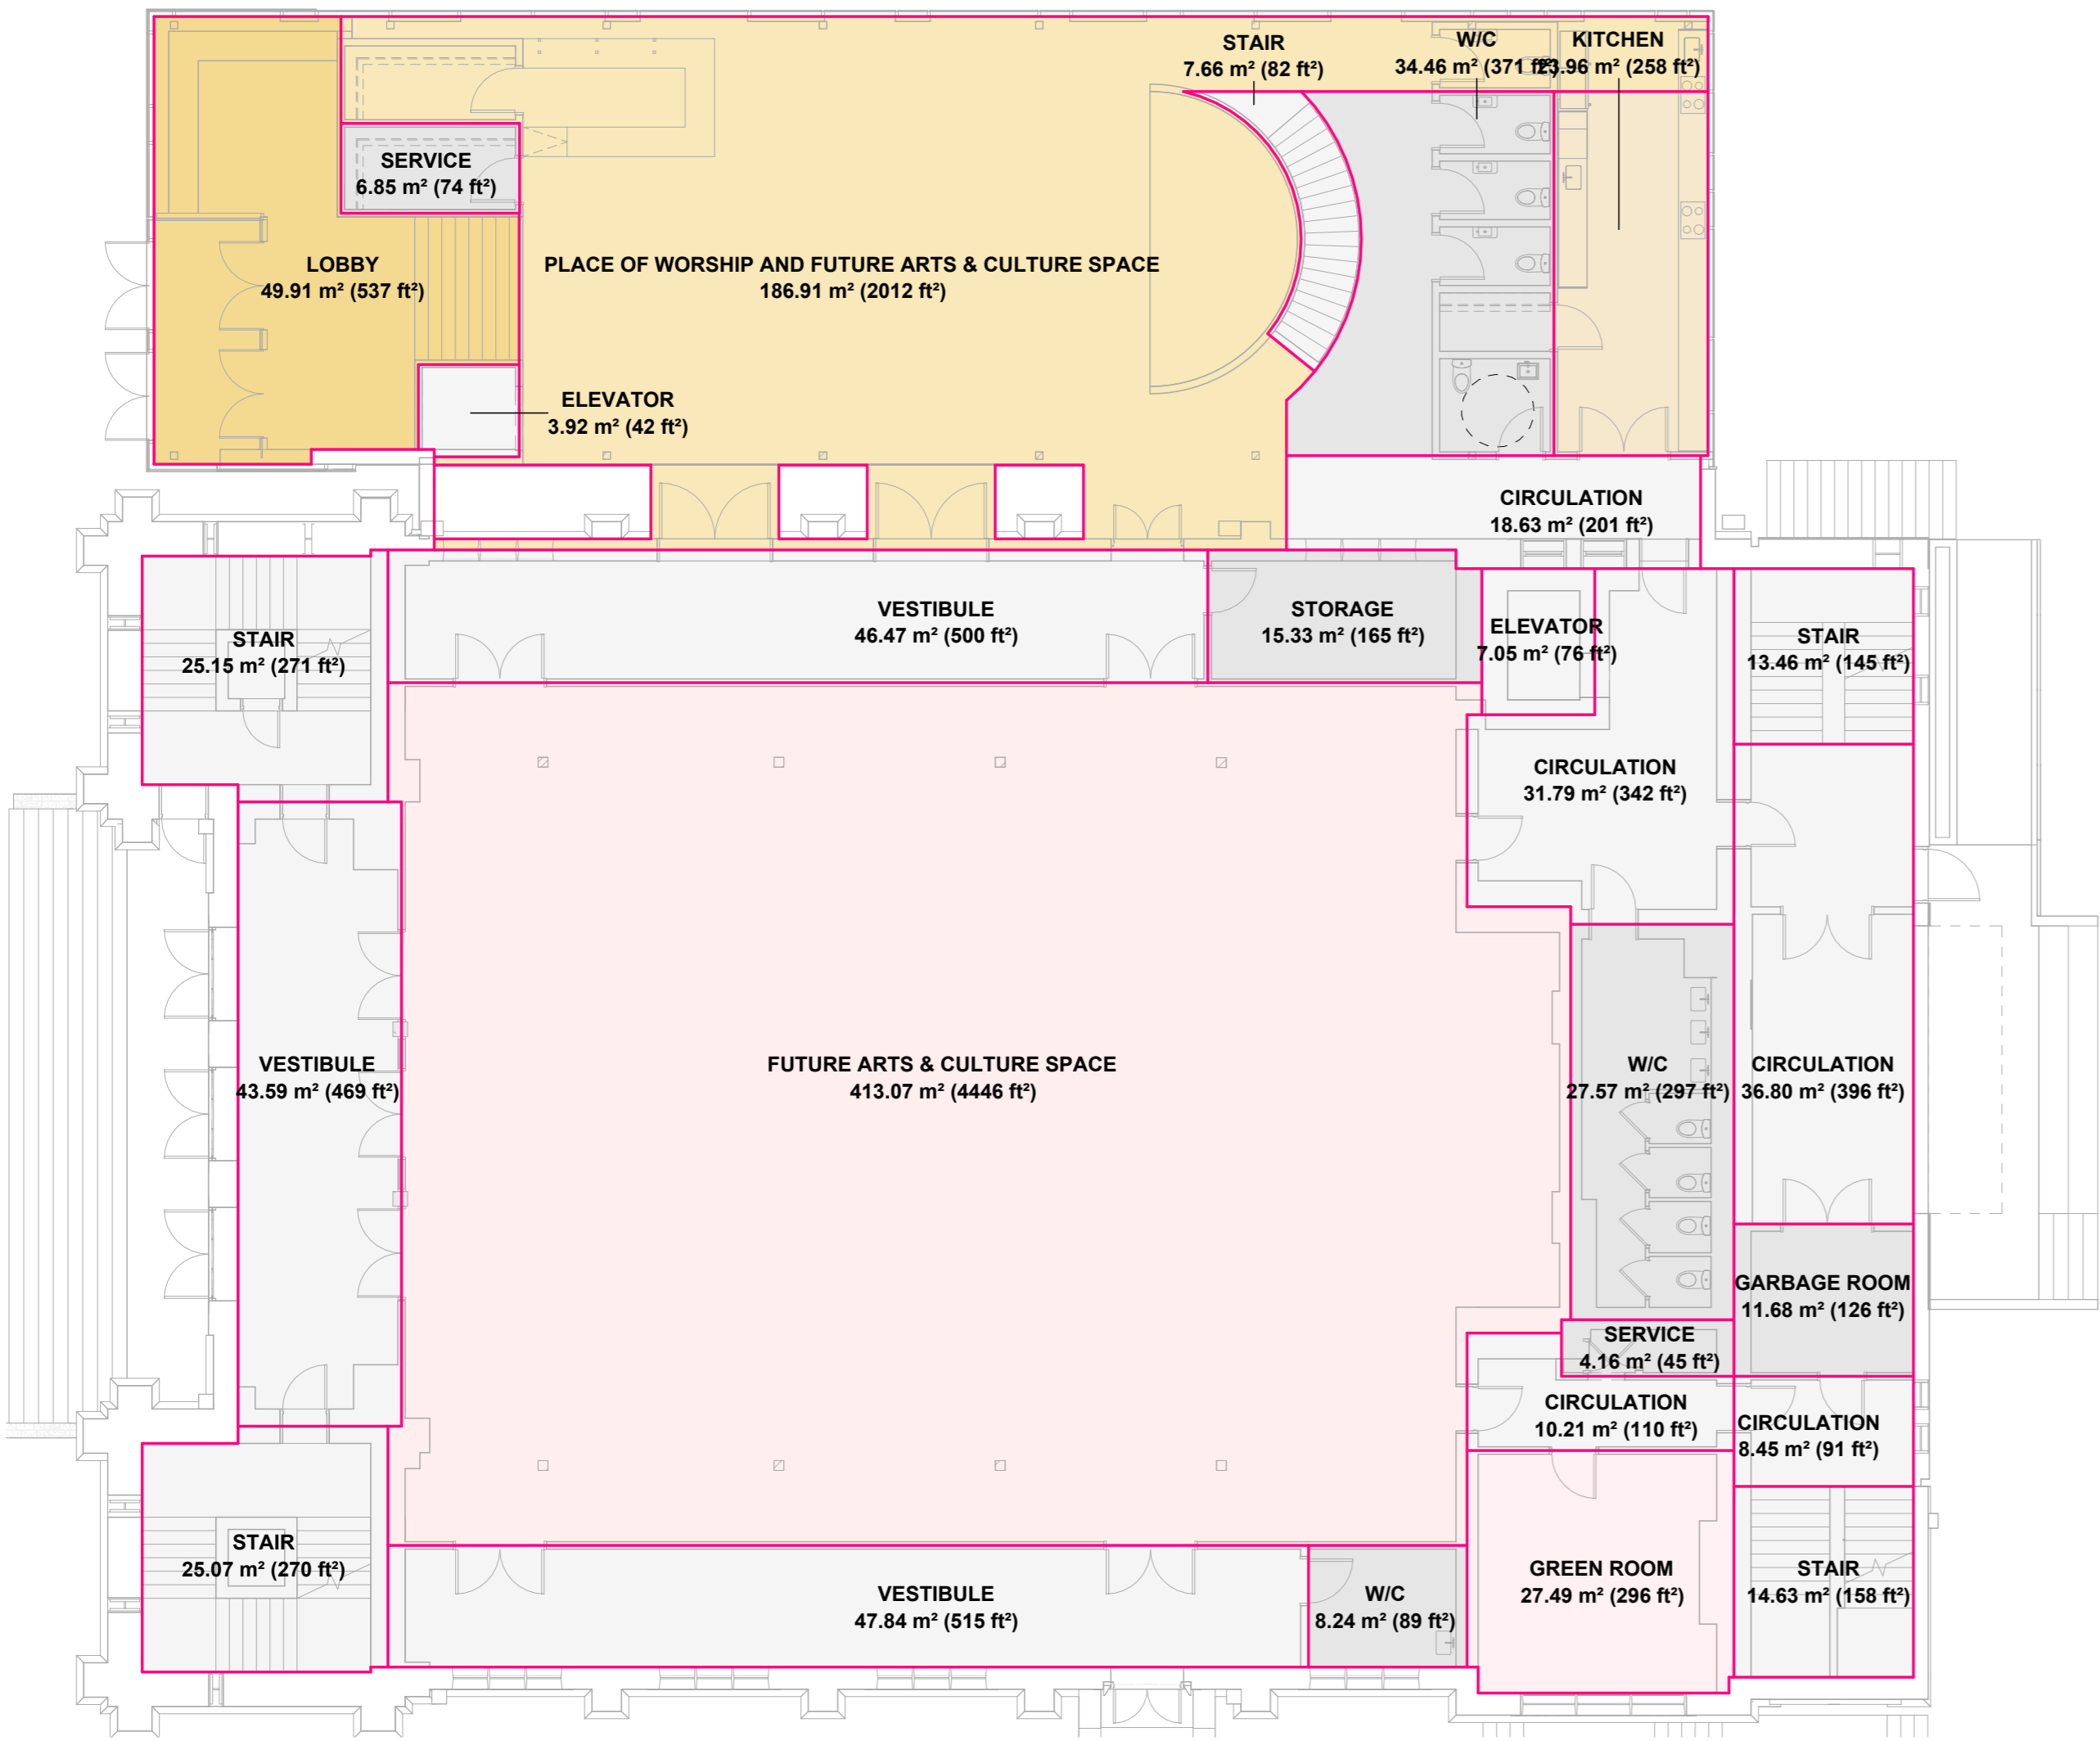 STAIR
7.66 m² (82 ft²)
W/C
34.46 m² (371 ft²)
KITCHEN
23.96 m² (258 ft²)
SERVICE
6.85 m² (74 ft²)
LOBBY
49.91 m² (537 ft²)
PLACE OF WORSHIP AND FUTURE ARTS & CULTURE SPACE
186.91 m² (2012 ft²)
ELEVATOR
3.92 m² (42 ft²)
CIRCULATION
18.63 m² (201 ft²)
STAIR
25.15 m² (271 ft²)
VESTIBULE
46.47 m² (500 ft²)
STORAGE
15.33 m² (165 ft²)
ELEVATOR
7.05 m² (76 ft²)
STAIR
13.46 m² (145 ft²)
CIRCULATION
31.79 m² (342 ft²)
VESTIBULE
43.59 m² (469 ft²)
FUTURE ARTS & CULTURE SPACE
413.07 m² (4446 ft²)
W/C
27.57 m² (297 ft²)
CIRCULATION
36.80 m² (396 ft²)
GARBAGE ROOM
11.68 m² (126 ft²)
SERVICE
4.16 m² (45 ft²)
CIRCULATION
10.21 m² (110 ft²)
CIRCULATION
8.45 m² (91 ft²)
STAIR
25.07 m² (270 ft²)
VESTIBULE
47.84 m² (515 ft²)
W/C
8.24 m² (89 ft²)
GREEN ROOM
27.49 m² (296 ft²)
STAIR
14.63 m² (158 ft²)